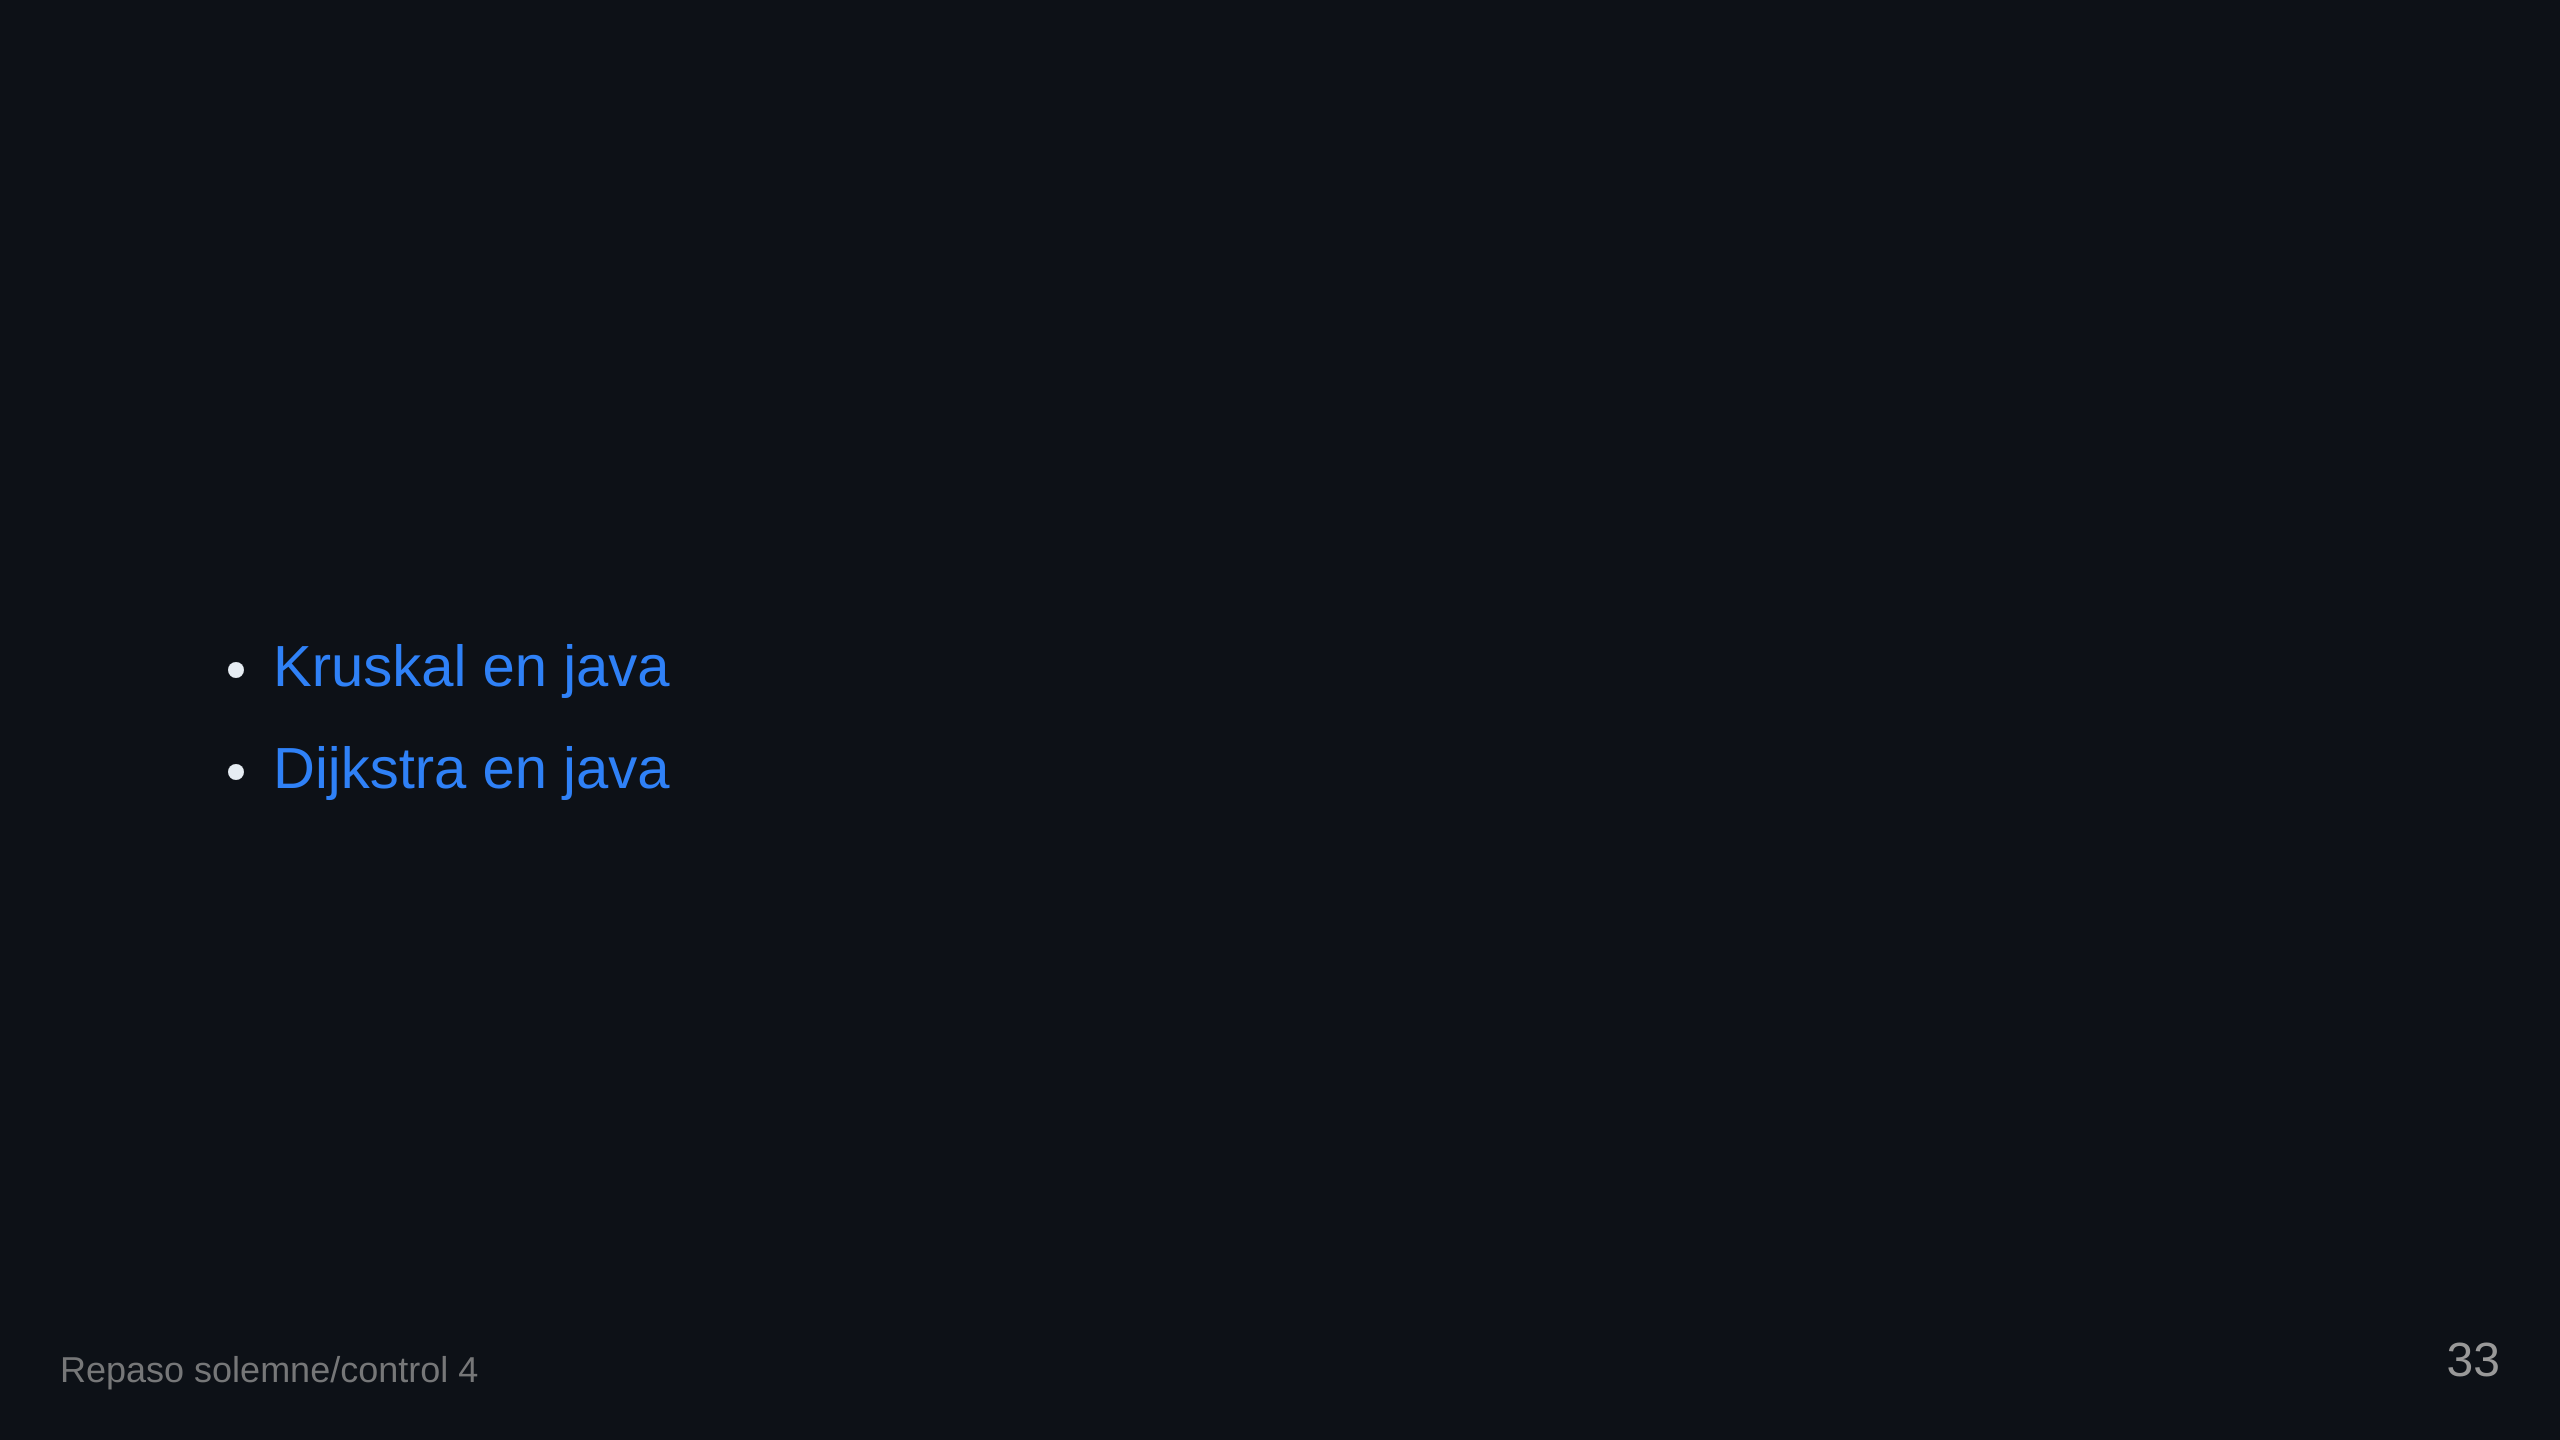 Kruskal en java
Dijkstra en java
Repaso solemne/control 4
33